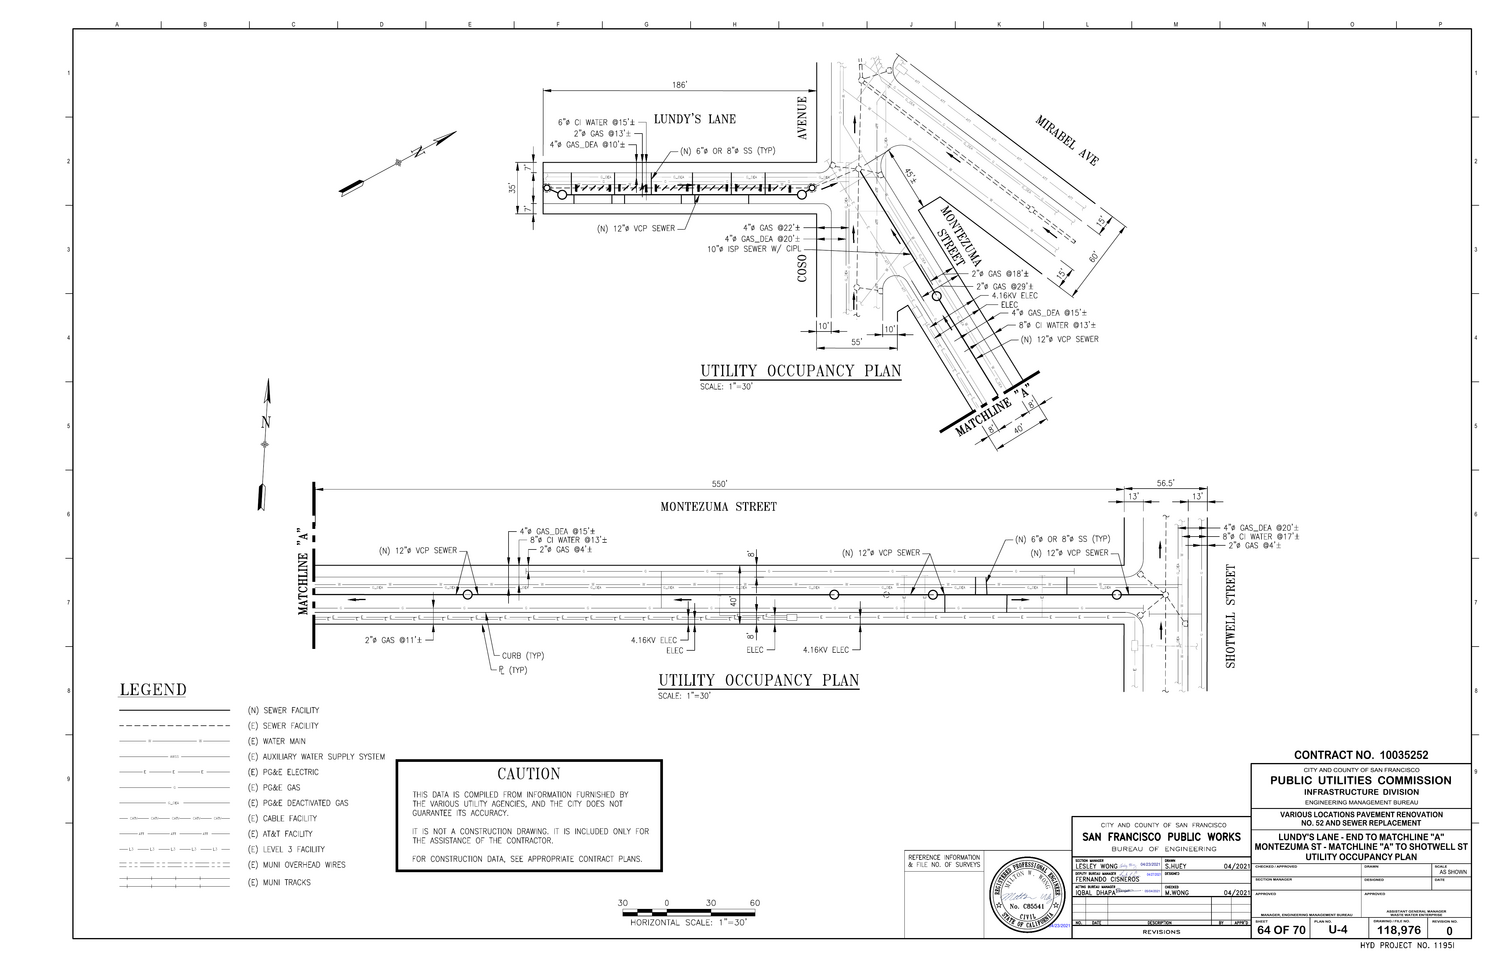 A B C D E F G H I J K L M N O P
1
2
3
4
5
6
7
8
9
186'
LUNDY'S LANE
AVENUE
MIRABEL AVE
6"ø CI WATER @15'±
2"ø GAS @13'±
4"ø GAS_DEA @10'±
(N) 6"ø OR 8"ø SS (TYP)
N
35'
7'
7'
(N) 12"ø VCP SEWER
4"ø GAS @22'±
4"ø GAS_DEA @20'±
10"ø ISP SEWER W/ CIPL
COSO
45'±
MONTEZUMA
STREET
15'
60'
15'
2"ø GAS @18'±
2"ø GAS @29'±
4.16KV ELEC
ELEC
4"ø GAS_DEA @15'±
8"ø CI WATER @13'±
(N) 12"ø VCP SEWER
10'
10'
55'
UTILITY OCCUPANCY PLAN
SCALE: 1"=30'
MATCHLINE "A"
8'
8'
40'
N
550'
56.5'
13'
13'
MONTEZUMA STREET
MATCHLINE "A"
(N) 12"ø VCP SEWER
4"ø GAS_DEA @15'±
8"ø CI WATER @13'±
2"ø GAS @4'±
8'
40'
8'
(N) 12"ø VCP SEWER
(N) 6"ø OR 8"ø SS (TYP)
(N) 12"ø VCP SEWER
4"ø GAS_DEA @20'±
8"ø CI WATER @17'±
2"ø GAS @4'±
SHOTWELL STREET
2"ø GAS @11'±
4.16KV ELEC
ELEC
ELEC
4.16KV ELEC
CURB (TYP)
PL (TYP)
UTILITY OCCUPANCY PLAN
SCALE: 1"=30'
LEGEND
(N) SEWER FACILITY
(E) SEWER FACILITY
(E) WATER MAIN
(E) AUXILIARY WATER SUPPLY SYSTEM
(E) PG&E ELECTRIC
(E) PG&E GAS
(E) PG&E DEACTIVATED GAS
(E) CABLE FACILITY
(E) AT&T FACILITY
(E) LEVEL 3 FACILITY
(E) MUNI OVERHEAD WIRES
(E) MUNI TRACKS
CAUTION
THIS DATA IS COMPILED FROM INFORMATION FURNISHED BY
THE VARIOUS UTILITY AGENCIES, AND THE CITY DOES NOT
GUARANTEE ITS ACCURACY.
IT IS NOT A CONSTRUCTION DRAWING. IT IS INCLUDED ONLY FOR
THE ASSISTANCE OF THE CONTRACTOR.
FOR CONSTRUCTION DATA, SEE APPROPRIATE CONTRACT PLANS.
30 0 30 60
HORIZONTAL SCALE: 1"=30'
REFERENCE INFORMATION
& FILE NO. OF SURVEYS
REGISTERED PROFESSIONAL ENGINEER
MILTON W. WONG
No. C85541
CIVIL
STATE OF CALIFORNIA
04/23/2021
CITY AND COUNTY OF SAN FRANCISCO
SAN FRANCISCO PUBLIC WORKS
BUREAU OF ENGINEERING
SECTION MANAGER
LESLEY WONG 04/23/2021
DRAWN
S.HUEY 04/2021
DEPUTY BUREAU MANAGER
FERNANDO CISNEROS
DESIGNED
ACTING BUREAU MANAGER
IQBAL DHAPA
CHECKED
M.WONG 04/2021
NO. DATE DESCRIPTION BY APP'D
REVISIONS
CONTRACT NO. 10035252
CITY AND COUNTY OF SAN FRANCISCO
PUBLIC UTILITIES COMMISSION
INFRASTRUCTURE DIVISION
ENGINEERING MANAGEMENT BUREAU
VARIOUS LOCATIONS PAVEMENT RENOVATION
NO. 52 AND SEWER REPLACEMENT
LUNDY'S LANE - END TO MATCHLINE "A"
MONTEZUMA ST - MATCHLINE "A" TO SHOTWELL ST
UTILITY OCCUPANCY PLAN
CHECKED / APPROVED DRAWN SCALE
AS SHOWN
SECTION MANAGER DESIGNED DATE
APPROVED APPROVED
MANAGER, ENGINEERING MANAGEMENT BUREAU
ASSISTANT GENERAL MANAGER
WASTE WATER ENTERPRISE
SHEET PLAN NO. DRAWING / FILE NO. REVISION NO.
64 OF 70 U-4 118,976 0
HYD PROJECT NO. 1195I